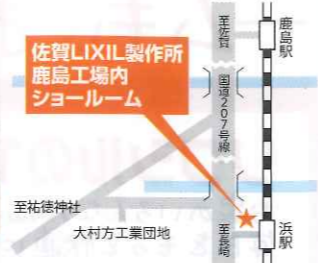 佐賀LIXIL製作所
鹿島工場内
ショールーム
至佐賀
鹿島駅
国道207号線
至祐徳神社
大村方工業団地
至長崎
浜駅